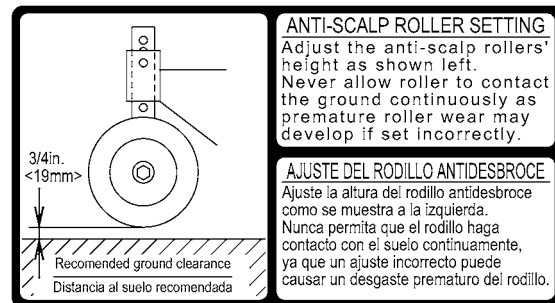 3/4in.
<19mm>
Recomended ground clearance
Distancia al suelo recomendada
ANTI-SCALP ROLLER SETTING
Adjust the anti-scalp rollers'
height as shown left.
Never allow roller to contact
the ground continuously as
premature roller wear may
develop if set incorrectly.
AJUSTE DEL RODILLO ANTIDESBROCE
Ajuste la altura del rodillo antidesbroce
como se muestra a la izquierda.
Nunca permita que el rodillo haga
contacto con el suelo continuamente,
ya que un ajuste incorrecto puede
causar un desgaste prematuro del rodillo.